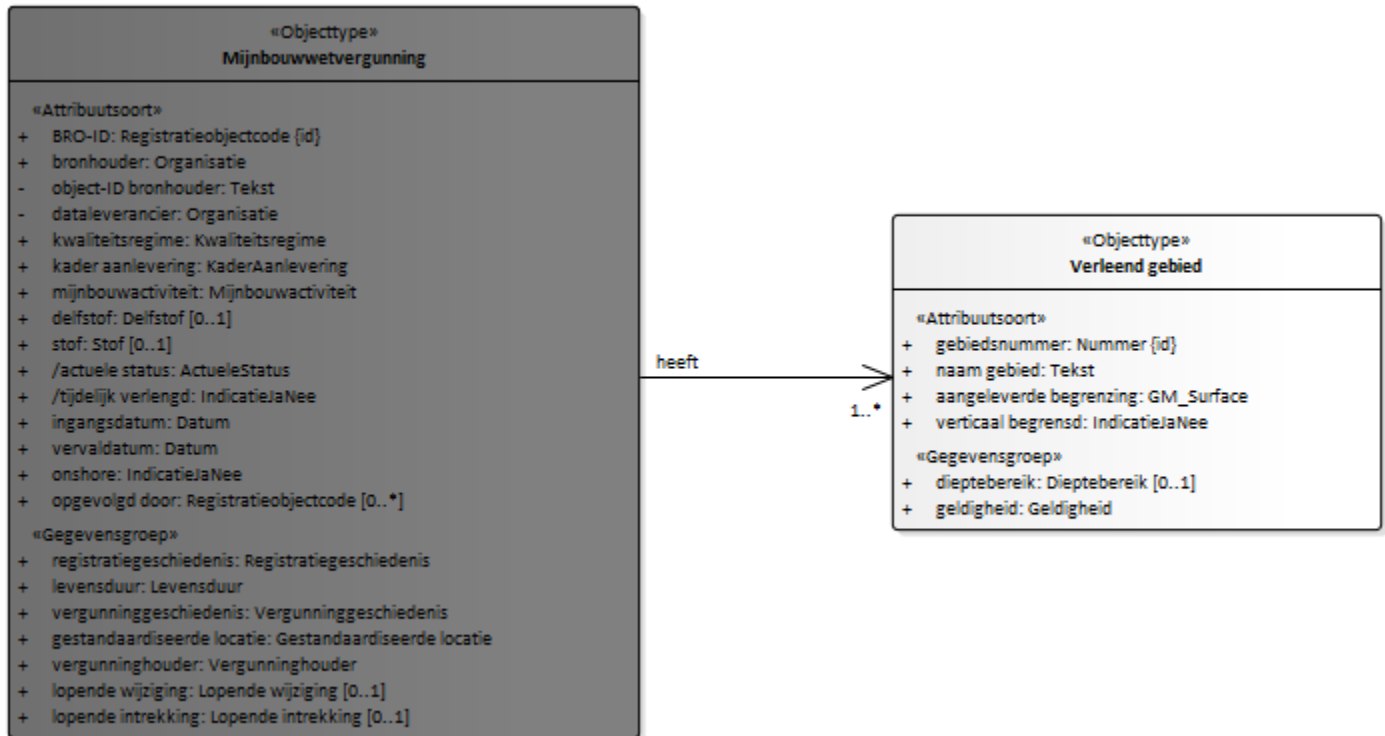 «Objecttype»
Mijnbouwwetvergunning
«Attribuutsoort»
+ BRO-ID: Registratieobjectcode {id}
+ bronhouder: Organisatie
- object-ID bronhouder: Tekst
- dataleverancier: Organisatie
+ kwaliteitsregime: Kwaliteitsregime
+ kader aanlevering: KaderAanlevering
+ mijnbouwactiviteit: Mijnbouwactiviteit
+ delfstof: Delfstof [0..1]
+ stof: Stof [0..1]
+ /actuele status: ActueleStatus
+ /tijdelijk verlengd: IndicatieJaNee
+ ingangsdatum: Datum
+ vervaldatum: Datum
+ onshore: IndicatieJaNee
+ opgevolgd door: Registratieobjectcode [0..*]
«Gegevensgroep»
+ registratiegeschiedenis: Registratiegeschiedenis
+ levensduur: Levensduur
+ vergunninggeschiedenis: Vergunninggeschiedenis
+ gestandaardiseerde locatie: Gestandaardiseerde locatie
+ vergunninghouder: Vergunninghouder
+ lopende wijziging: Lopende wijziging [0..1]
+ lopende intrekking: Lopende intrekking [0..1]
heeft
1..*
«Objecttype»
Verleend gebied
«Attribuutsoort»
+ gebiedsnummer: Nummer {id}
+ naam gebied: Tekst
+ aangeleverde begrenzing: GM_Surface
+ verticaal begrensd: IndicatieJaNee
«Gegevensgroep»
+ dieptebereik: Dieptebereik [0..1]
+ geldigheid: Geldigheid